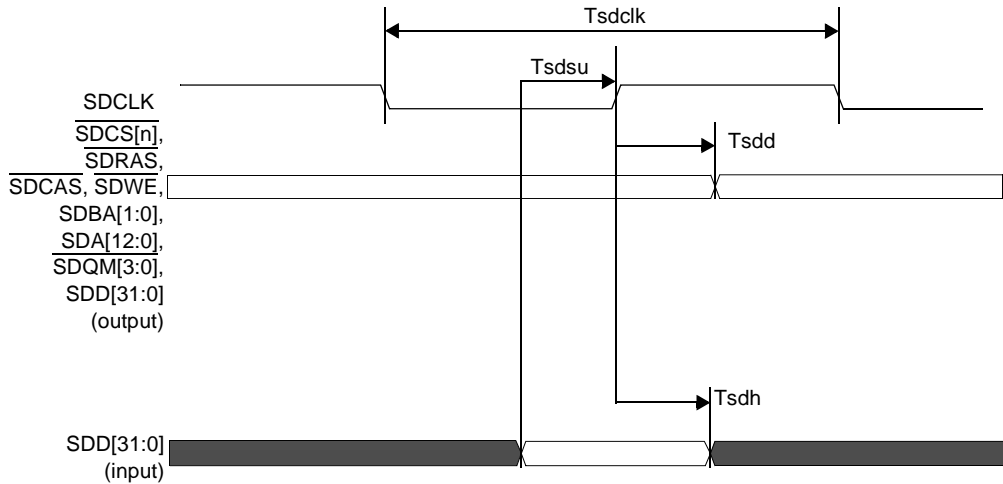 Tsdclk
Tsdsu
SDCLK
Tsdd
SDCS[n],
SDRAS,
SDCAS, SDWE,
SDBA[1:0],
SDA[12:0],
SDQM[3:0],
SDD[31:0]
(output)
Tsdh
SDD[31:0]
(input)